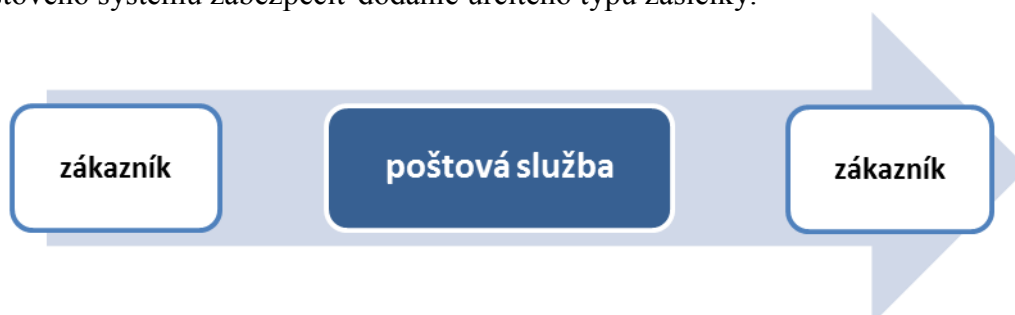 systému zabezpečiť dodanie určitého typu zásielky.
zákazník
poštová služba
zákazník